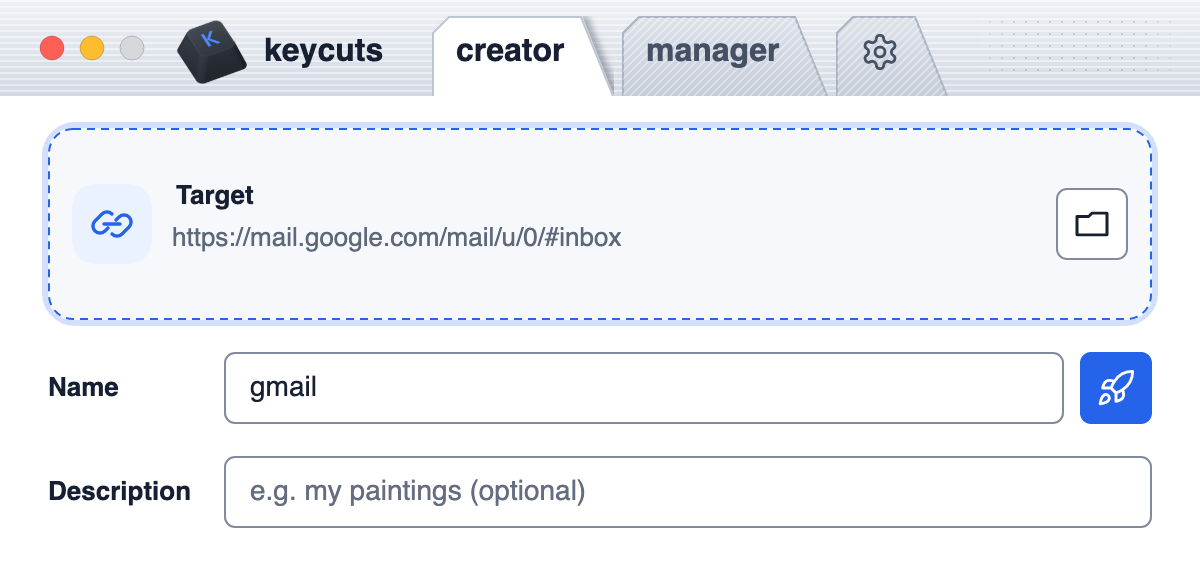 K
keycuts
creator
manager
Target
https://mail.google.com/mail/u/0/#inbox
Name
gmail
Description
e.g. my paintings (optional)